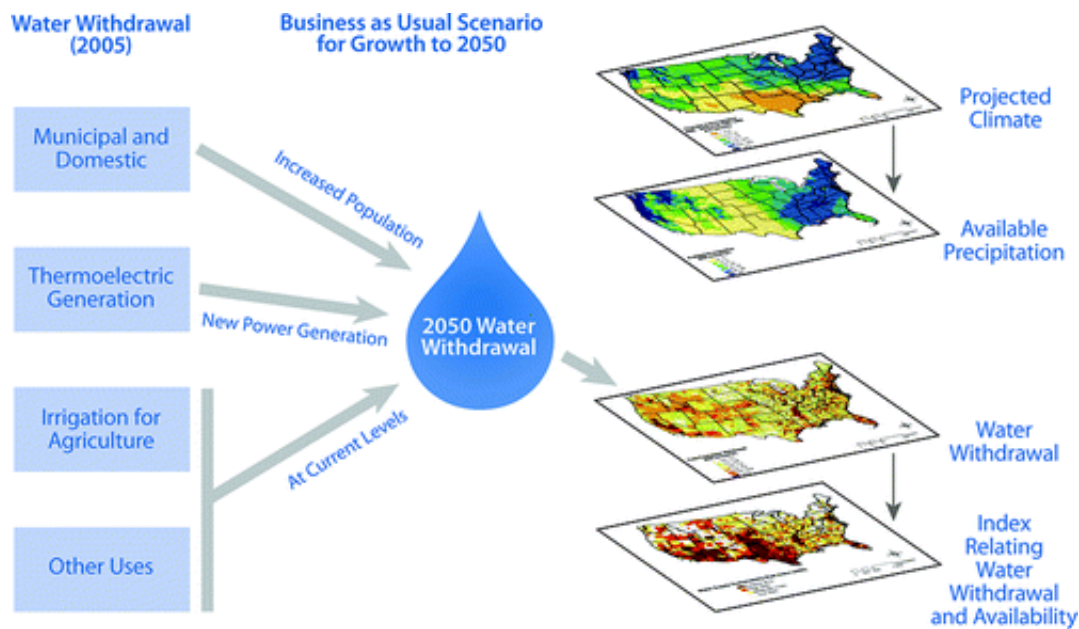 Water Withdrawal
(2005)
Business as Usual Scenario
for Growth to 2050
Municipal and
Domestic
Thermoelectric
Generation
Irrigation for
Agriculture
Other Uses
Increased Population
New Power Generation
At Current Levels
2050 Water
Withdrawal
Projected
Climate
Available
Precipitation
Water
Withdrawal
Index
Relating
Water
Withdrawal
and Availability